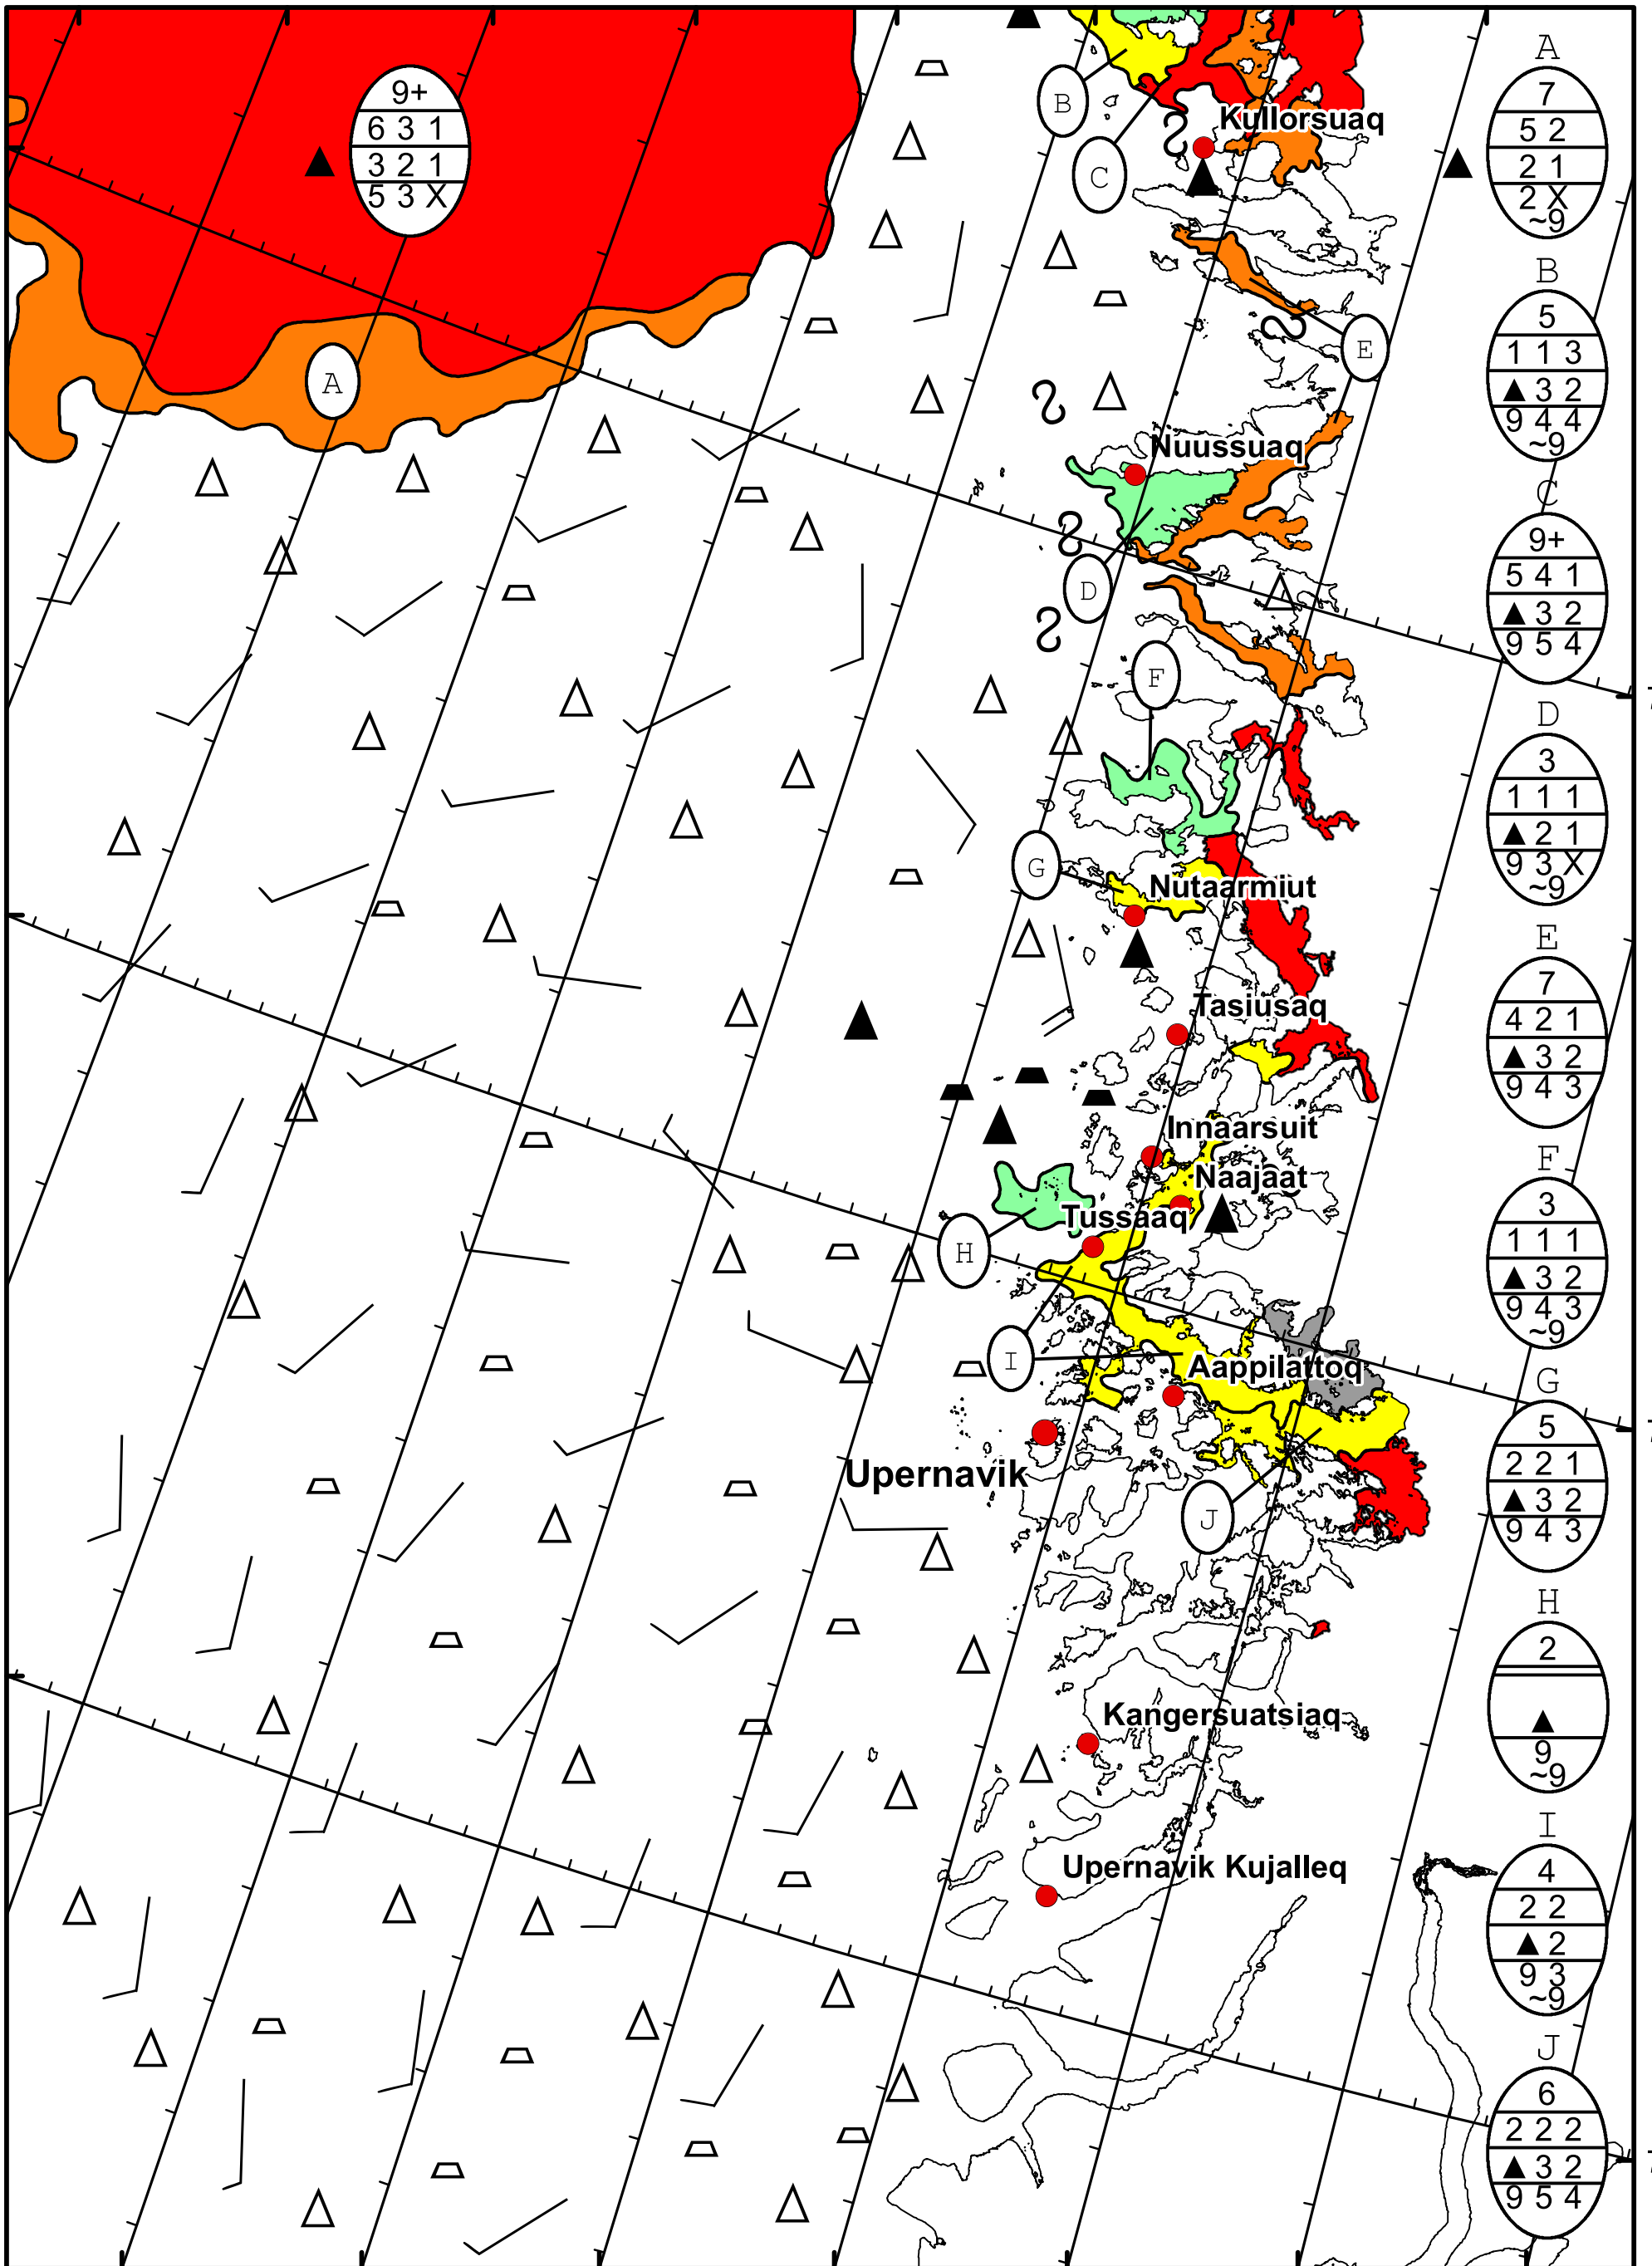 9+
6 3 1
3 2 1
5 3 X
A
B
C
Kullorsuaq
E
Nuussuaq
D
F
G
Nutaarmiut
Tasiusaq
Innaarsuit
Naajaat
Tussaaq
H
I
Aappilattoq
Upernavik
J
Kangersuatsiaq
Upernavik Kujalleq
A
7
5 2
2 1
2 X
~9
B
5
1 1 3
▲ 3 2
9 4 4
~9
C
9+
5 4 1
▲ 3 2
9 5 4
D
3
1 1 1
▲ 2 1
9 3 X
~9
E
7
4 2 1
▲ 3 2
9 4 3
F
3
1 1 1
▲ 3 2
9 4 3
~9
G
5
2 2 1
▲ 3 2
9 4 3
H
2
▲
9
~9
I
4
2 2
▲ 2
9 3
~9
J
6
2 2 2
▲ 3 2
9 5 4